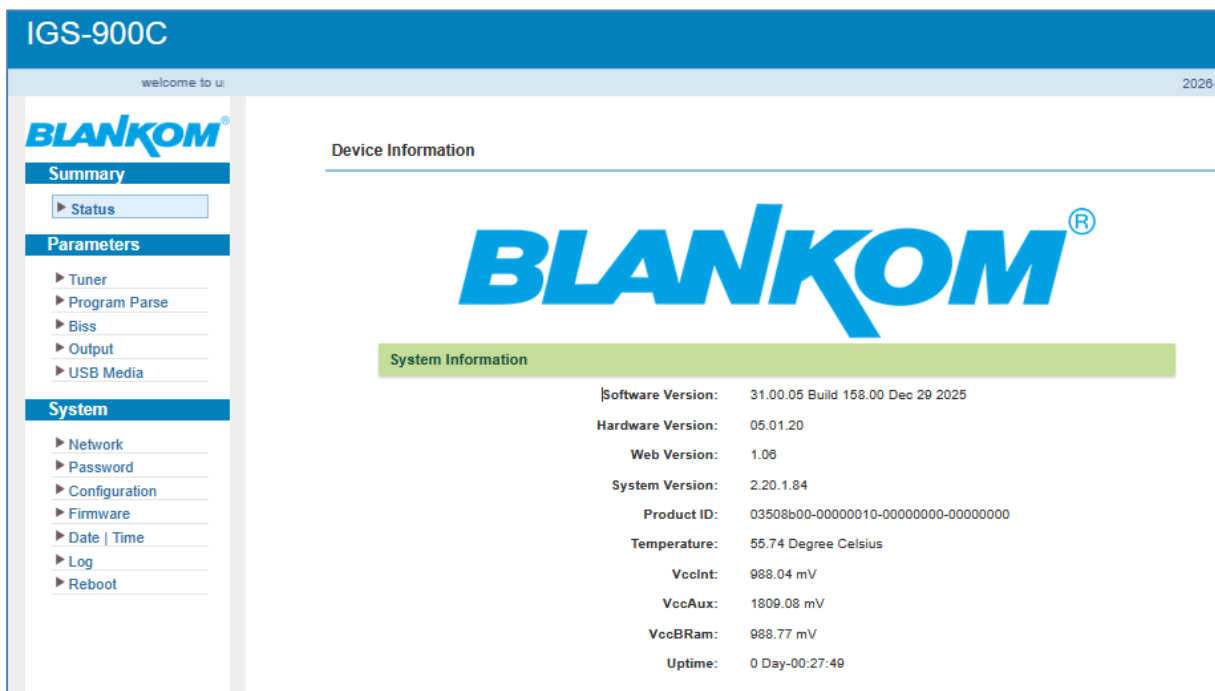 IGS-900C
welcome to us
2026-
BLANKOM®
Summary
Status
Parameters
Tuner
Program Parse
Biss
Output
USB Media
System
Network
Password
Configuration
Firmware
Date | Time
Log
Reboot
Device Information
BLANKOM®
System Information
Software Version: 31.00.05 Build 158.00 Dec 29 2025
Hardware Version: 05.01.20
Web Version: 1.06
System Version: 2.20.1.84
Product ID: 03508b00-00000010-00000000-00000000
Temperature: 55.74 Degree Celsius
VccInt: 988.04 mV
VccAux: 1809.08 mV
VccBRam: 988.77 mV
Uptime: 0 Day-00:27:49